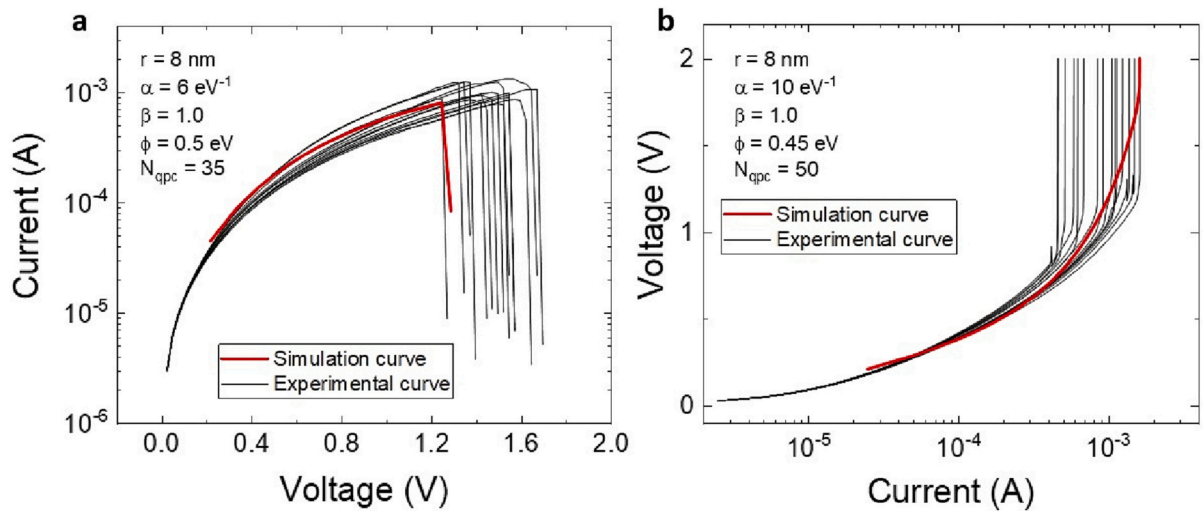 a
r = 8 nm
α = 6 eV⁻¹
β = 1.0
ϕ = 0.5 eV
N_qpc = 35
Simulation curve
Experimental curve
10⁻³
10⁻⁴
10⁻⁵
10⁻⁶
Current (A)
0.0 0.4 0.8 1.2 1.6 2.0
Voltage (V)
b
r = 8 nm
α = 10 eV⁻¹
β = 1.0
ϕ = 0.45 eV
N_qpc = 50
Simulation curve
Experimental curve
2
1
0
Voltage (V)
10⁻⁵ 10⁻⁴ 10⁻³
Current (A)